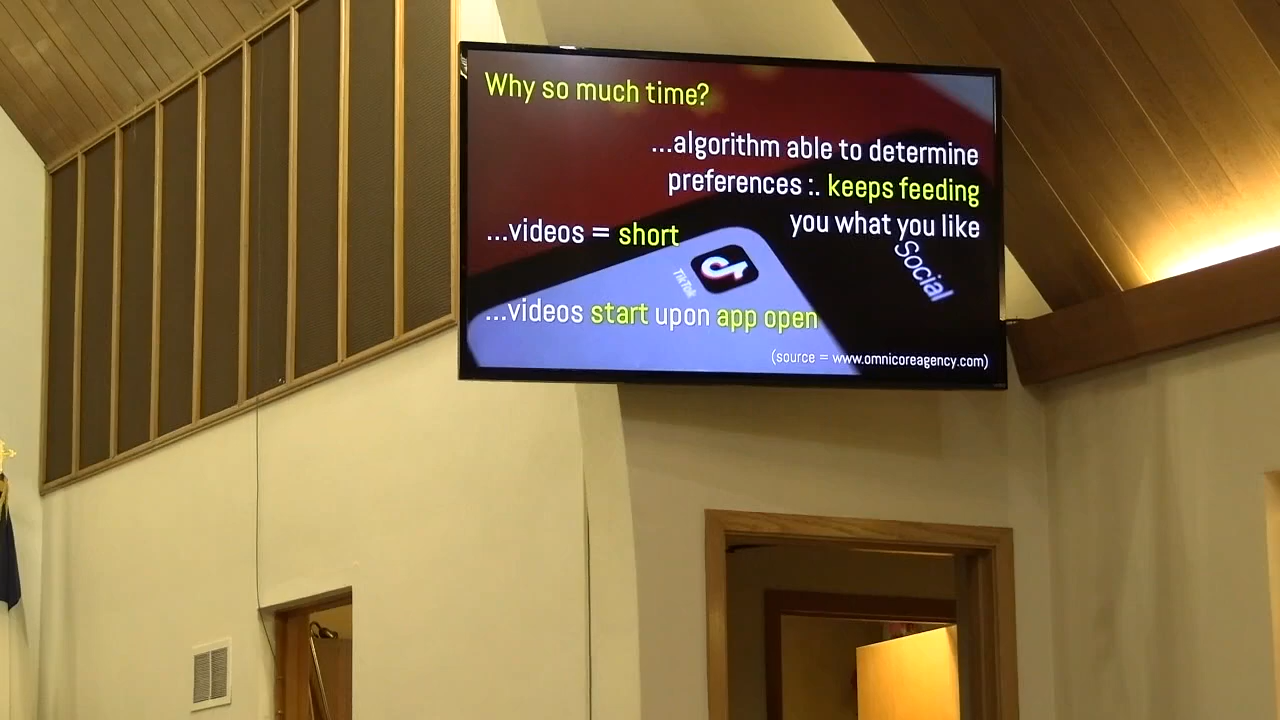 Why so much time?
...algorithm able to determine
preferences :. keeps feeding
you what you like
...videos = short
Social
TikTok
...videos start upon app open
(source = www.omnicoreagency.com)